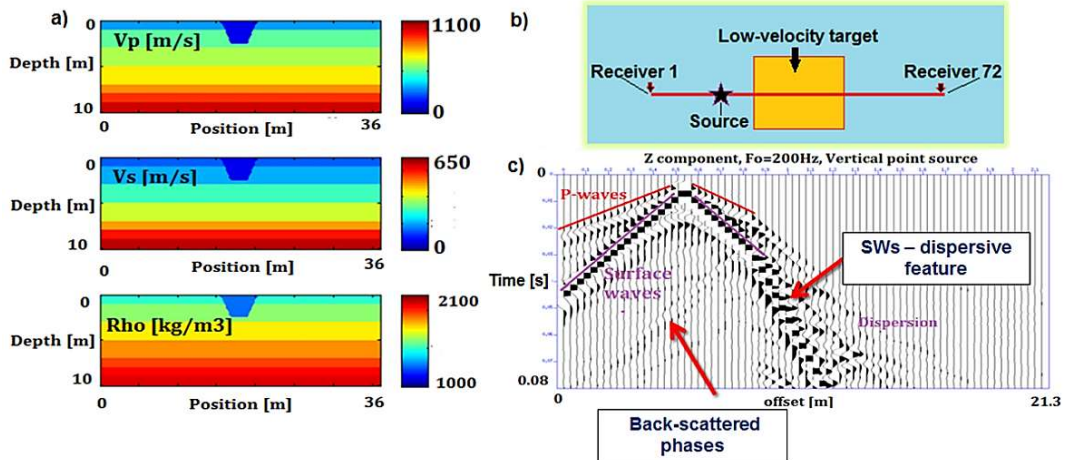 a)
Vp [m/s]
0
Depth [m]
10
0
Position [m]
36
1100
0
Vs [m/s]
0
Depth [m]
10
0
Position [m]
36
650
0
Rho [kg/m3]
0
Depth [m]
10
0
Position [m]
36
2100
1000
b)
Low-velocity target
Receiver 1
Receiver 72
Source
Z component, Fo=200Hz, Vertical point source
c)
0
P-waves
SWs – dispersive
feature
Time [s]
Surface
waves
Dispersion
0.08
0
offset [m]
21.3
Back-scattered
phases